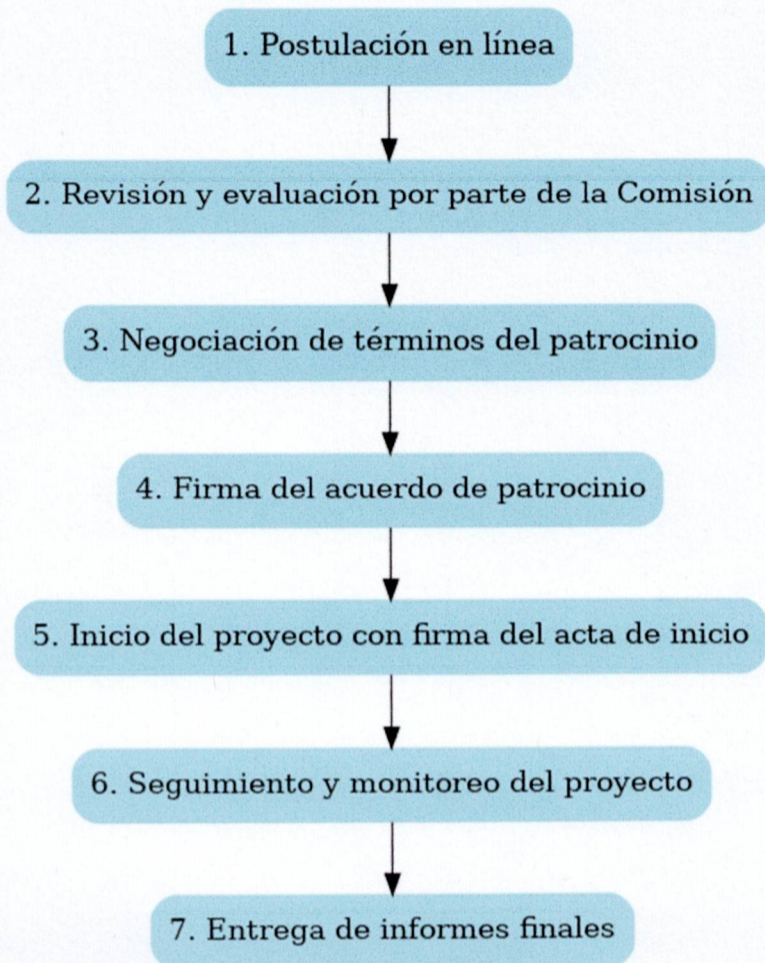 1. Postulación en línea
2. Revisión y evaluación por parte de la Comisión
3. Negociación de términos del patrocinio
4. Firma del acuerdo de patrocinio
5. Inicio del proyecto con firma del acta de inicio
6. Seguimiento y monitoreo del proyecto
7. Entrega de informes finales